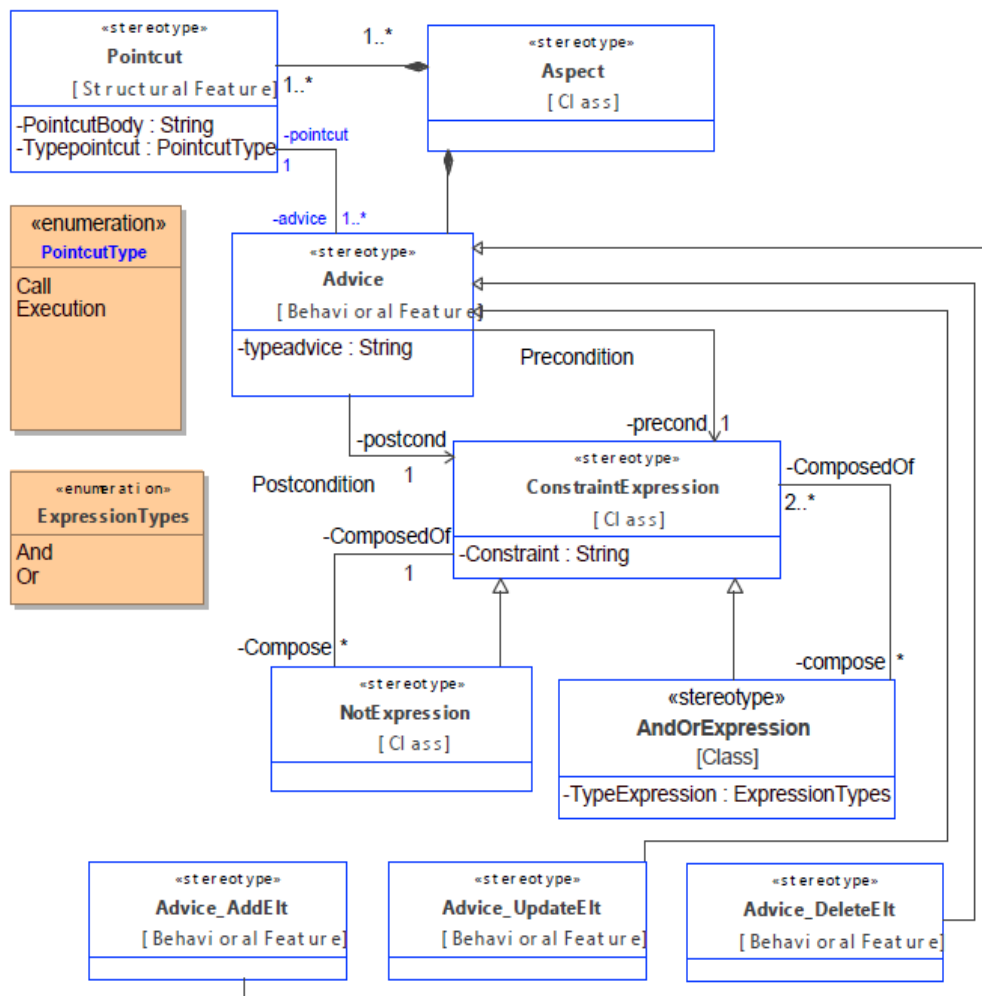 «stereotype»
Pointcut
[Structural Feature]
-PointcutBody : String
-Typepointcut : PointcutType
1..*
1..*
«stereotype»
Aspect
[Class]
-pointcut
1
-advice
1..*
«enumeration»
PointcutType
Call
Execution
«stereotype»
Advice
[Behavioral Feature]
-typeadvice : String
Precondition
-precond
1
-postcond
1
Postcondition
«enumeration»
ExpressionTypes
And
Or
«stereotype»
ConstraintExpression
[Class]
-Constraint : String
-ComposedOf
2..*
-ComposedOf
1
-Compose
*
-compose
*
«stereotype»
NotExpression
[Class]
«stereotype»
AndOrExpression
[Class]
-TypeExpression : ExpressionTypes
«stereotype»
Advice_AddElt
[Behavioral Feature]
«stereotype»
Advice_UpdateElt
[Behavioral Feature]
«stereotype»
Advice_DeleteElt
[Behavioral Feature]